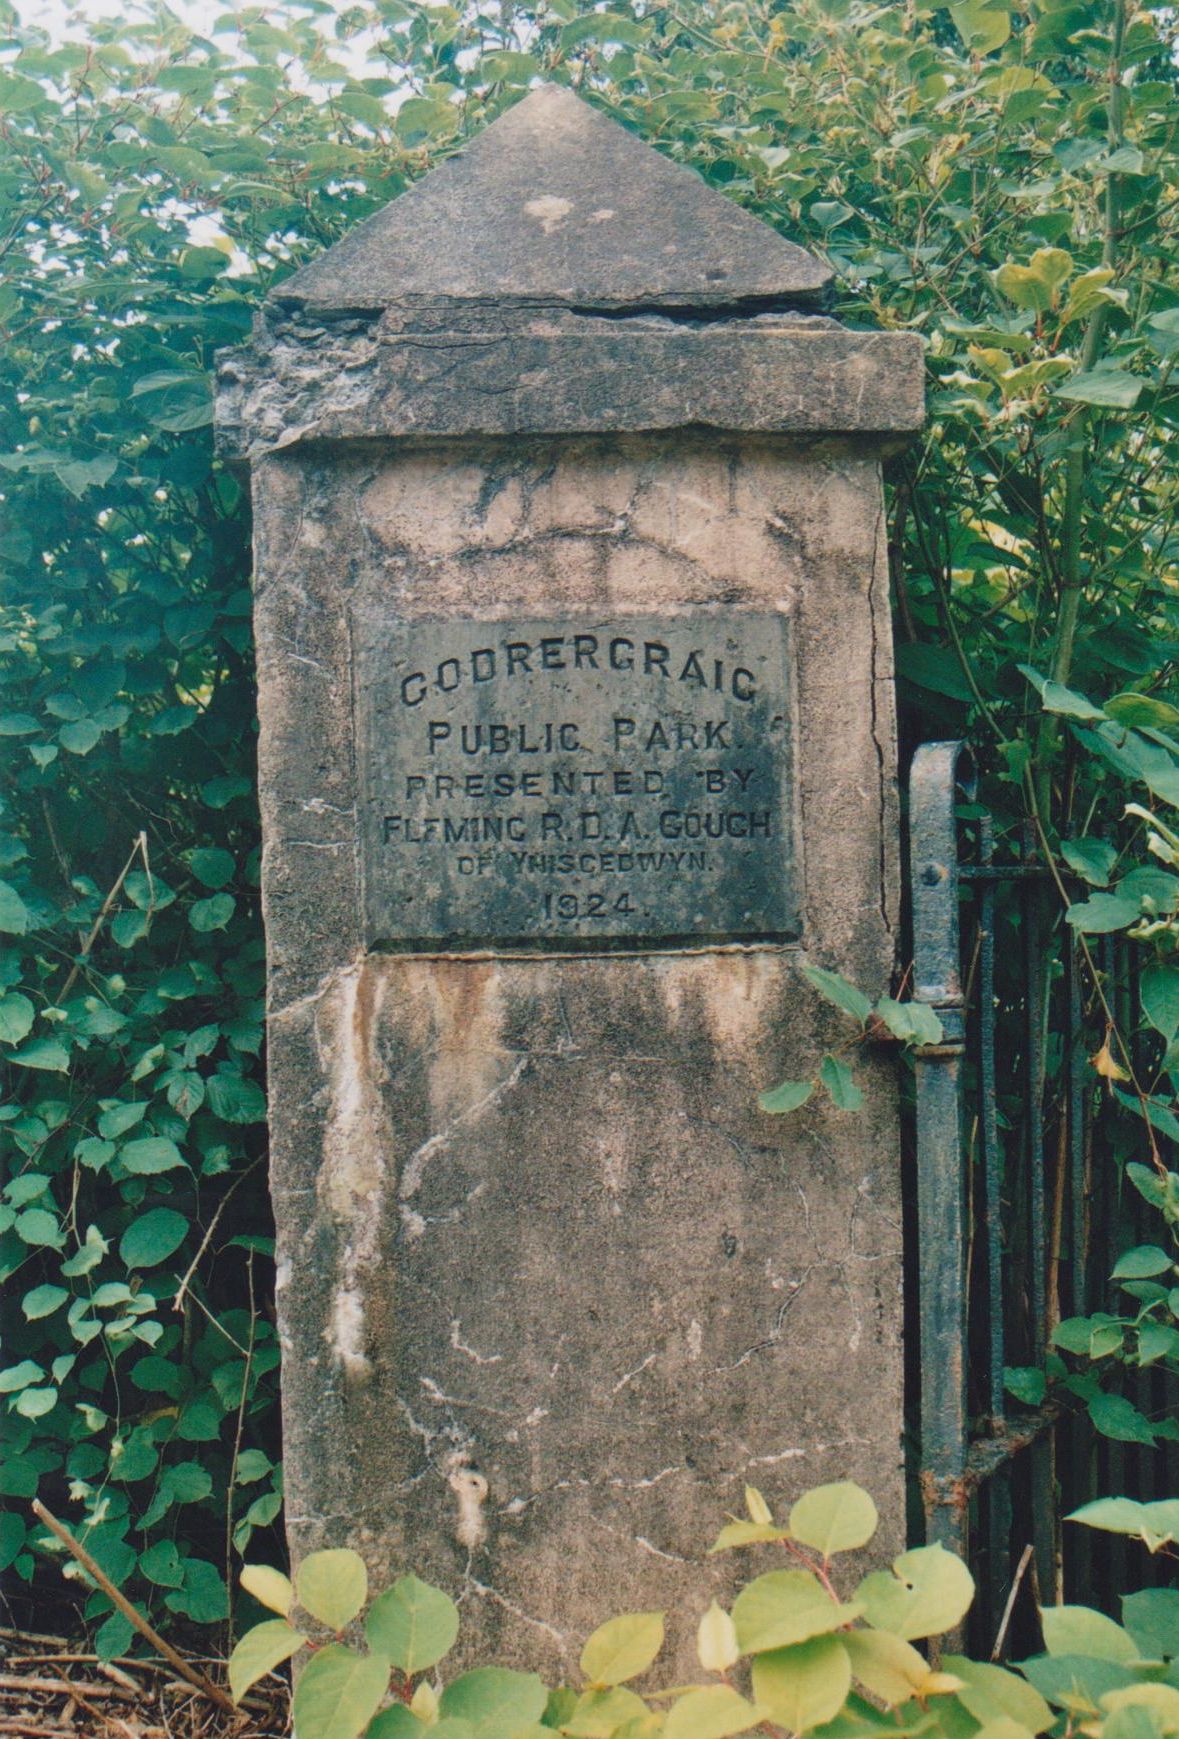 GODRERGRAIG
PUBLIC PARK.
PRESENTED BY
FLEMING R.D.A. GOUGH
OF YNISCEDWYN.
1924.